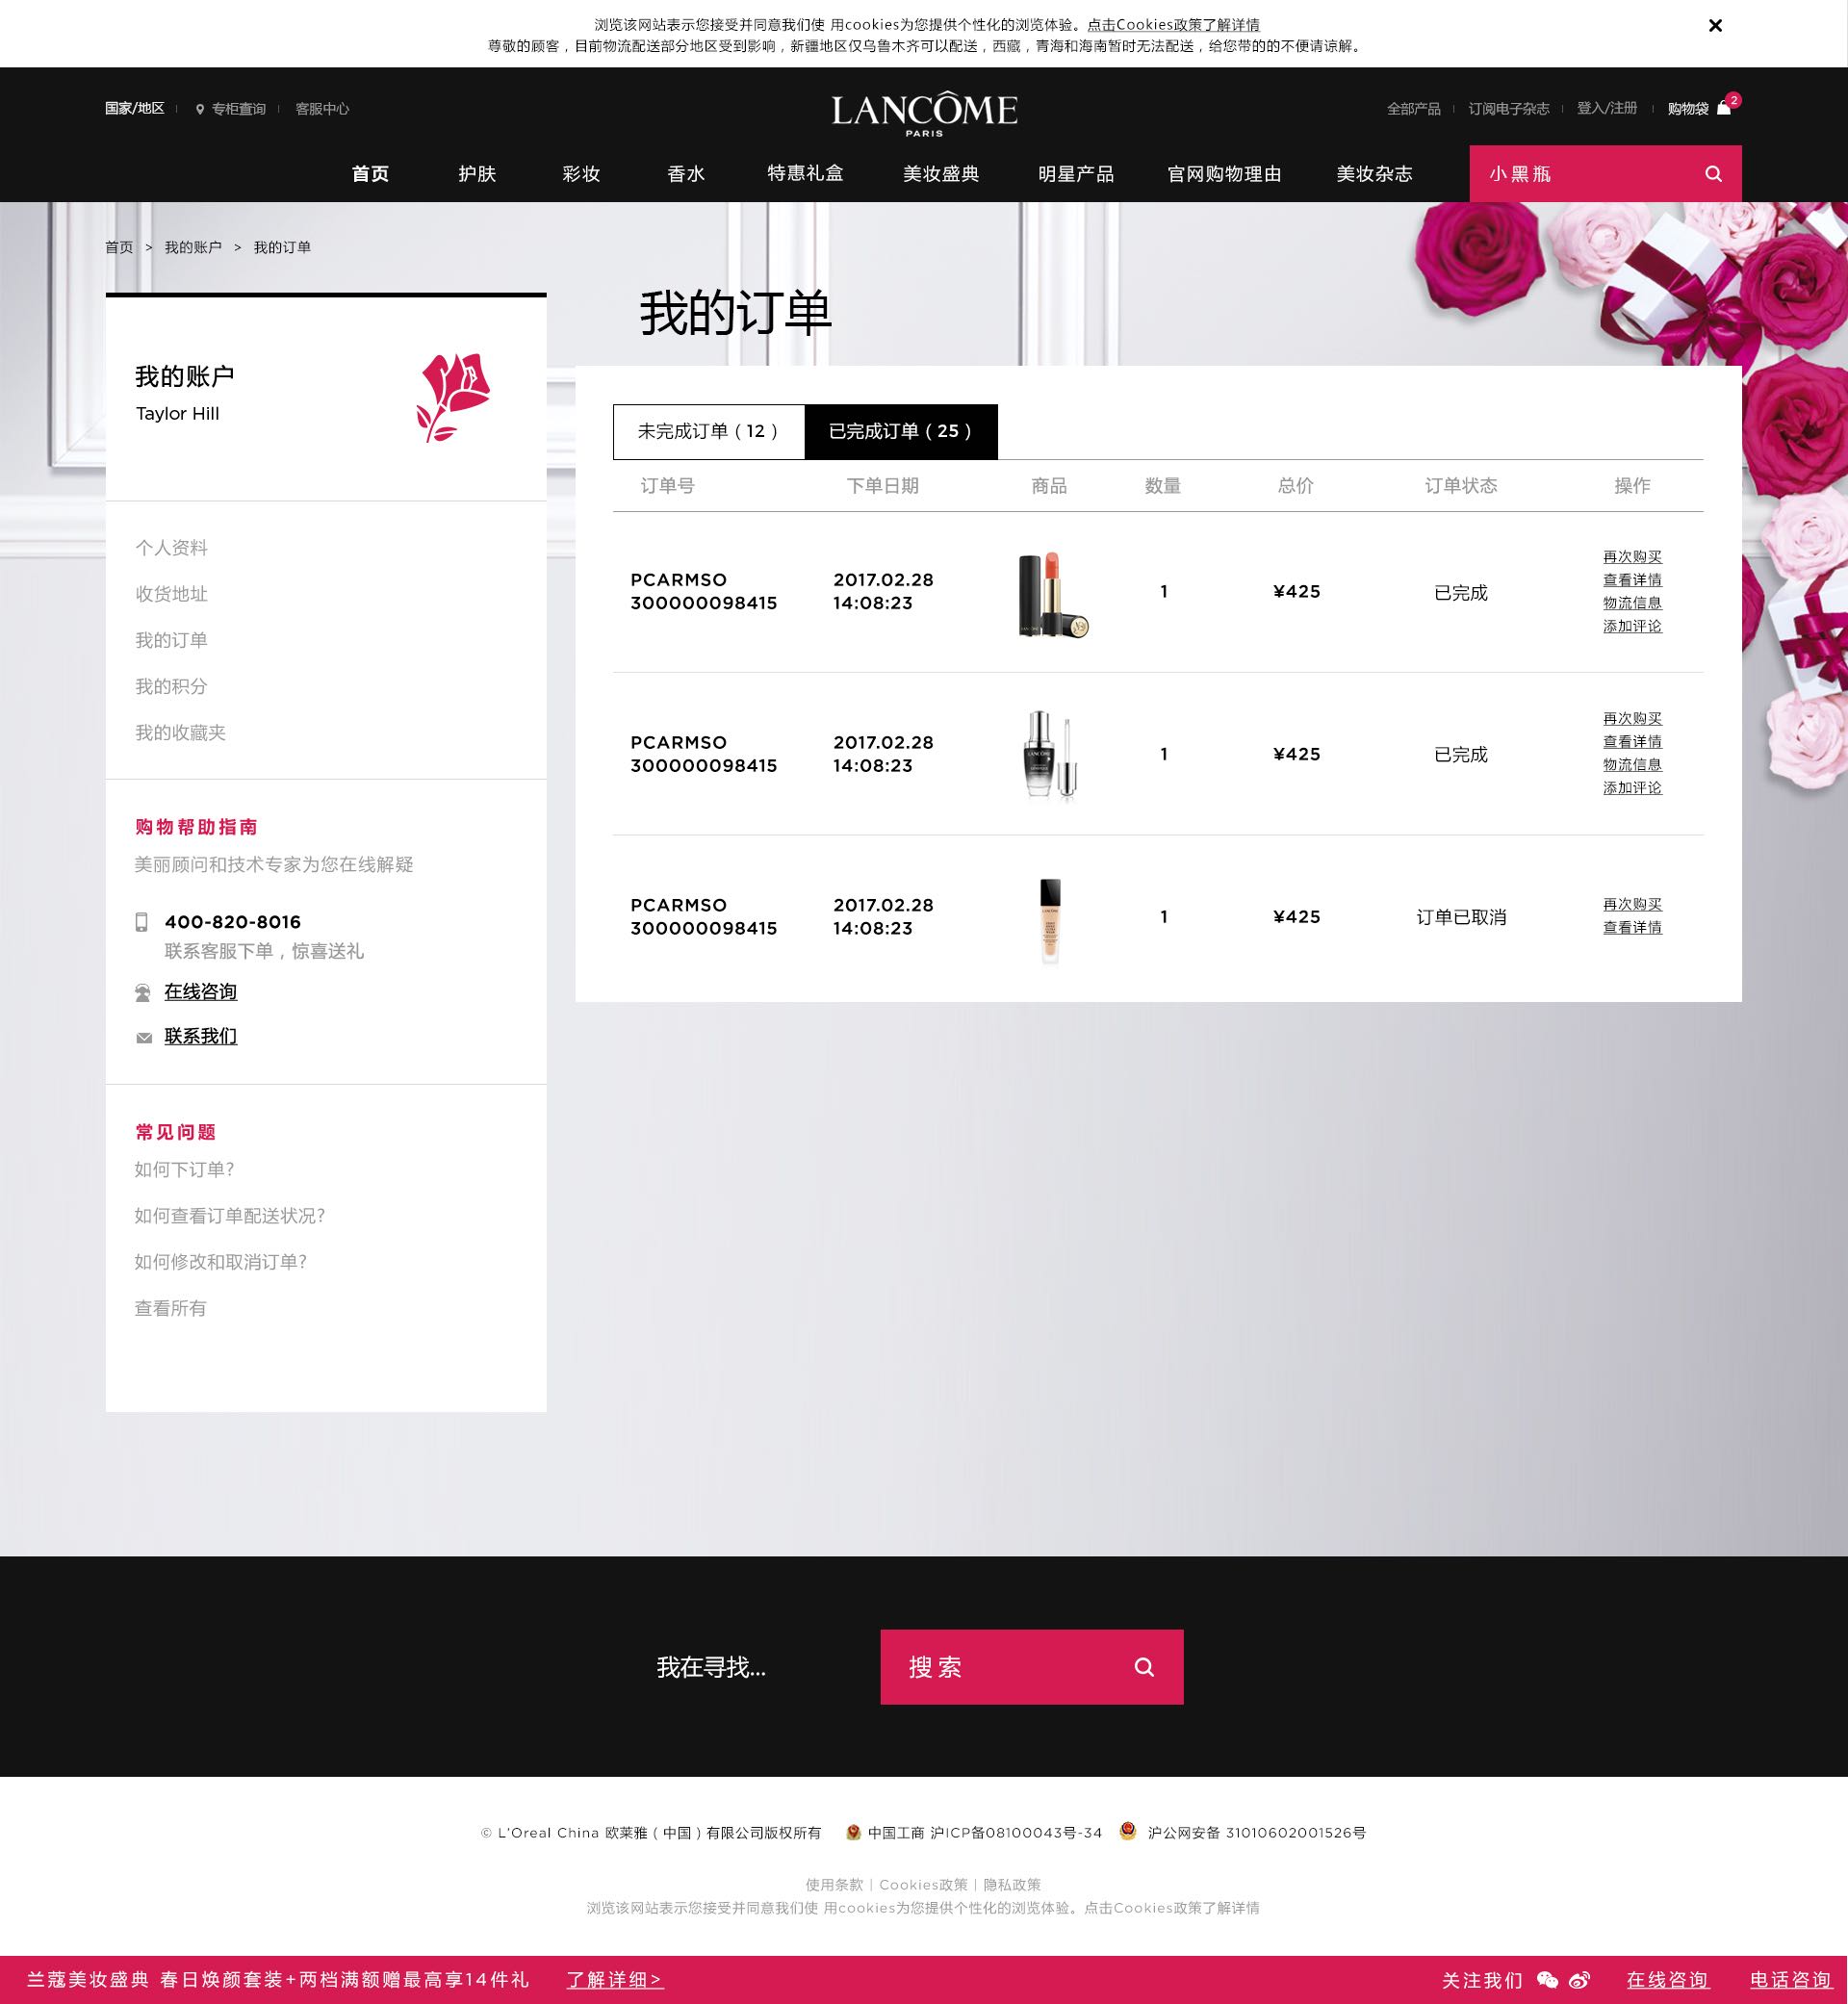 浏览该网站表示您接受并同意我们使 用cookies为您提供个性化的浏览体验。点击Cookies政策了解详情
尊敬的顾客，目前物流配送部分地区受到影响，新疆地区仅乌鲁木齐可以配送，西藏，青海和海南暂时无法配送，给您带的的不便请谅解。
国家/地区 专柜查询 客服中心
LANCÔME
PARIS
全部产品 订阅电子杂志 登入/注册 购物袋 2
首页 护肤 彩妆 香水 特惠礼盒 美妆盛典 明星产品 官网购物理由 美妆杂志 小黑瓶
首页 > 我的账户 > 我的订单
我的账户
Taylor Hill
个人资料
收货地址
我的订单
我的积分
我的收藏夹
购物帮助指南
美丽顾问和技术专家为您在线解疑
400-820-8016
联系客服下单，惊喜送礼
在线咨询
联系我们
常见问题
如何下订单?
如何查看订单配送状况?
如何修改和取消订单?
查看所有
我的订单
未完成订单（12） 已完成订单（25）
订单号 下单日期 商品 数量 总价 订单状态 操作
PCARMSO
300000098415
2017.02.28
14:08:23
LANCÔME
1
¥425
已完成
再次购买
查看详情
物流信息
添加评论
PCARMSO
300000098415
2017.02.28
14:08:23
LANCÔME
1
¥425
已完成
再次购买
查看详情
物流信息
添加评论
PCARMSO
300000098415
2017.02.28
14:08:23
LANCÔME
1
¥425
订单已取消
再次购买
查看详情
我在寻找...
搜索
© L'Oreal China 欧莱雅（中国）有限公司版权所有 中国工商 沪ICP备08100043号-34 沪公网安备 31010602001526号
使用条款 | Cookies政策 | 隐私政策
浏览该网站表示您接受并同意我们使 用cookies为您提供个性化的浏览体验。点击Cookies政策了解详情
兰蔻美妆盛典 春日焕颜套装+两档满额赠最高享14件礼 了解详细>
关注我们 在线咨询 电话咨询